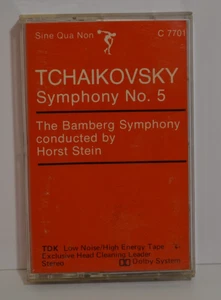 Sine Qua Non C 7701
TCHAIKOVSKY
Symphony No. 5
The Bamberg Symphony
conducted by
Horst Stein
TDK Low Noise/High Energy Tape
Exclusive Head Cleaning Leader
Stereo Dolby System